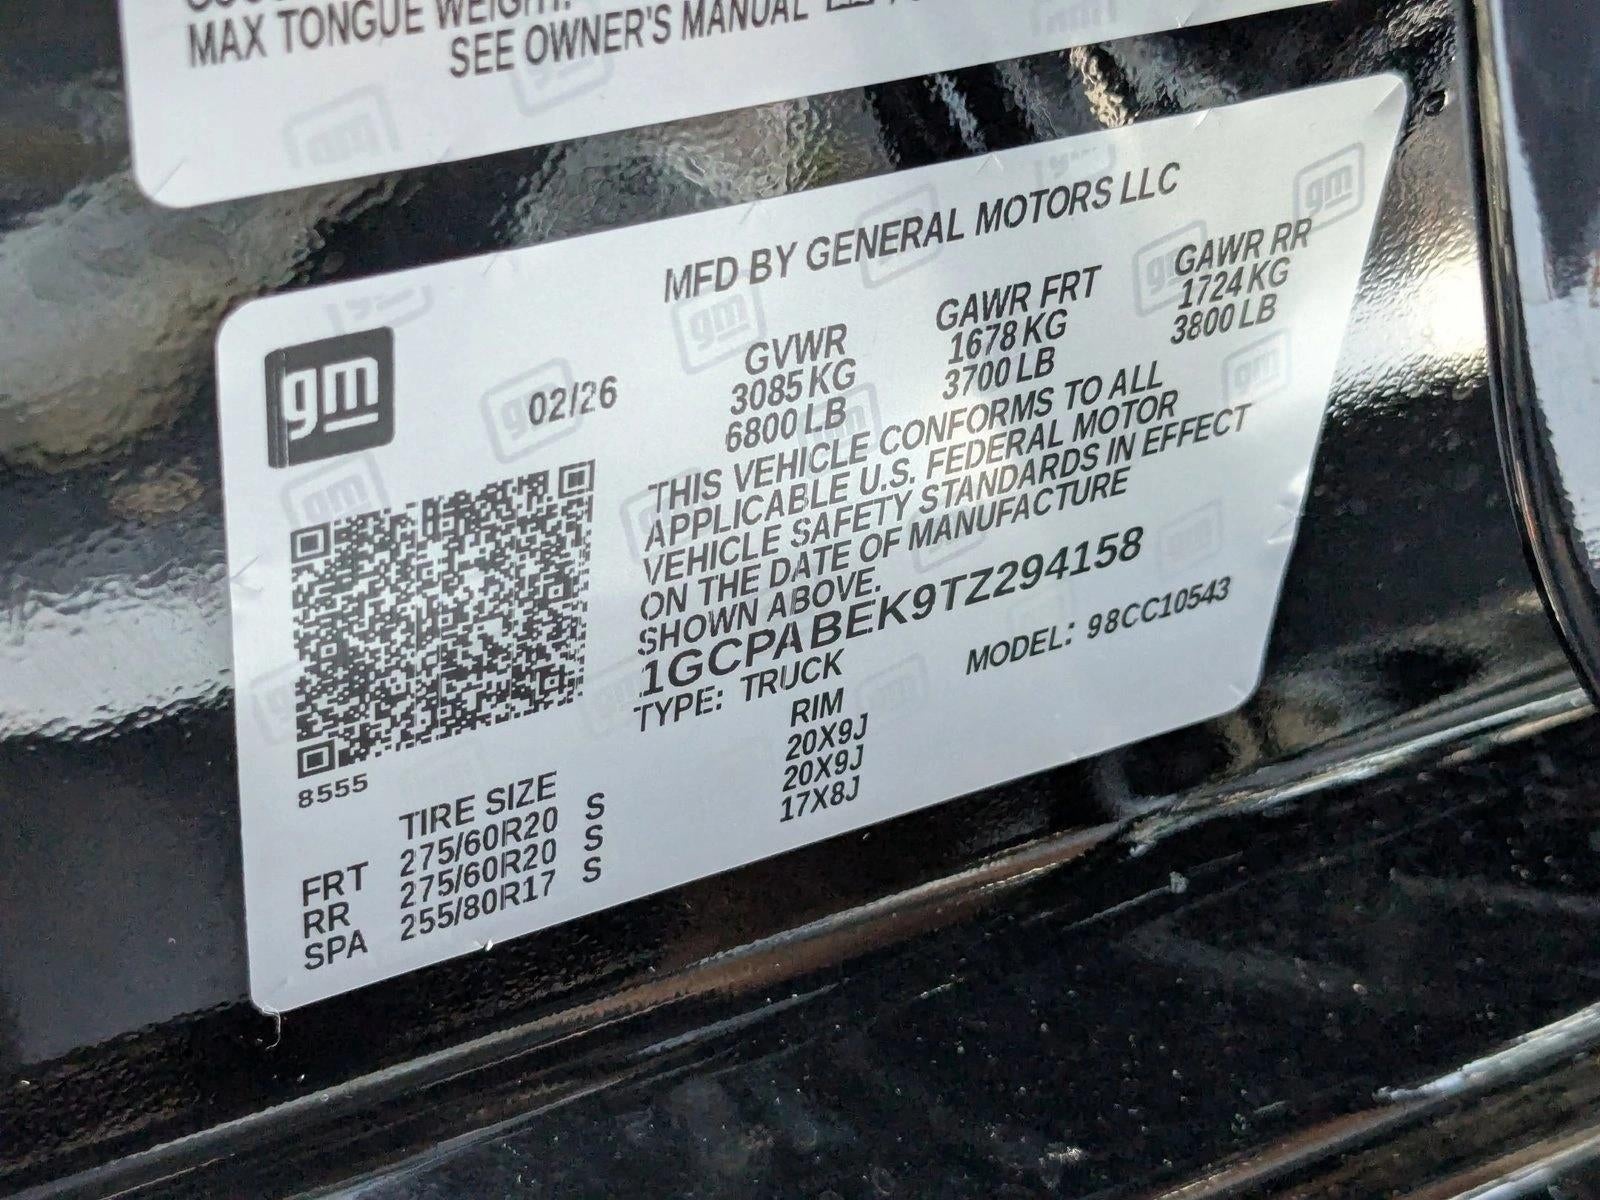 MAX TONGUE WEIGHT:
SEE OWNER'S MANUAL
MFD BY GENERAL MOTORS LLC
gm
02/26
GVWR GAWR FRT GAWR RR
3085 KG 1678 KG 1724 KG
6800 LB 3700 LB 3800 LB
THIS VEHICLE CONFORMS TO ALL
APPLICABLE U.S. FEDERAL MOTOR
VEHICLE SAFETY STANDARDS IN EFFECT
ON THE DATE OF MANUFACTURE
SHOWN ABOVE.
1GCPABEK9TZ294158
TYPE: TRUCK MODEL: 98CC10543
8555
TIRE SIZE RIM
FRT 275/60R20 S 20X9J
RR 275/60R20 S 20X9J
SPA 255/80R17 S 17X8J